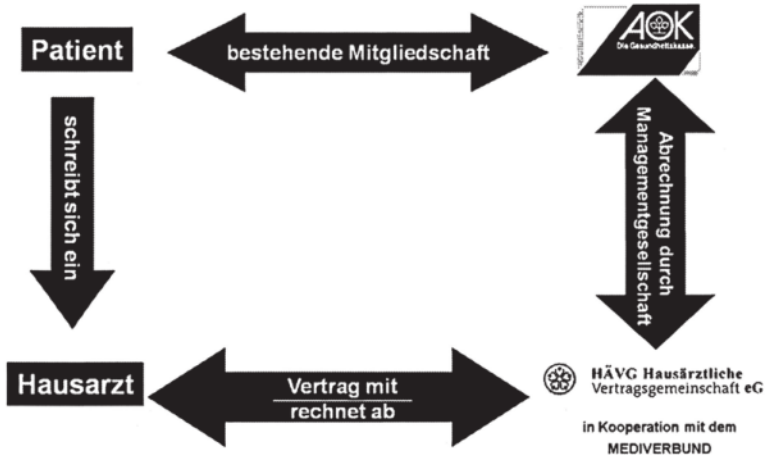 Patient
bestehende Mitgliedschaft
AOK
Die Gesundheitskasse.
schreibt sich ein
Abrechnung durch
Managementgesellschaft
Hausarzt
Vertrag mit
rechnet ab
HÄVG Hausärztliche
Vertragsgemeinschaft eG
in Kooperation mit dem
MEDIVERBUND